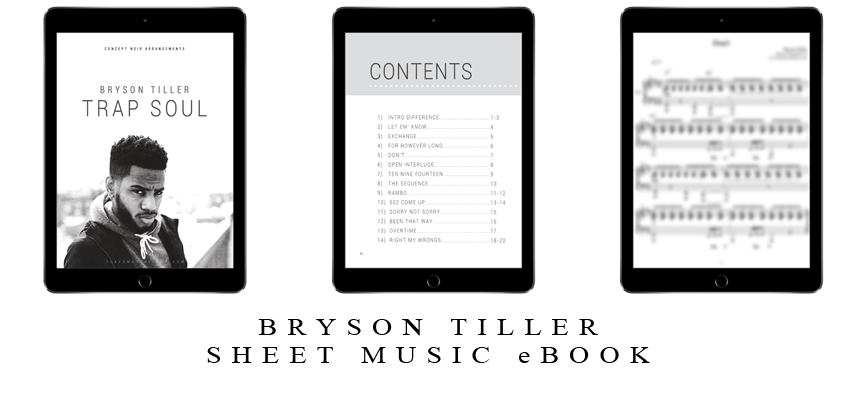 CONCEPT NOIR ARRANGEMENTS
BRYSON TILLER
TRAP SOUL
CONTENTS
1) INTRO DIFFERENCE 1-3
2) LET EM' KNOW 4
3) EXCHANGE 5
4) FOR HOWEVER LONG 6
5) DON'T 7
6) OPEN INTERLUDE 8
7) TEN NINE FOURTEEN 9
8) THE SEQUENCE 10
9) RAMBO 11-12
10) 502 COME UP 13-14
11) SORRY NOT SORRY 15
12) BEEN THAT WAY 16
13) OVERTIME 17
14) RIGHT MY WRONGS 18-20
BRYSON TILLER
SHEET MUSIC eBOOK